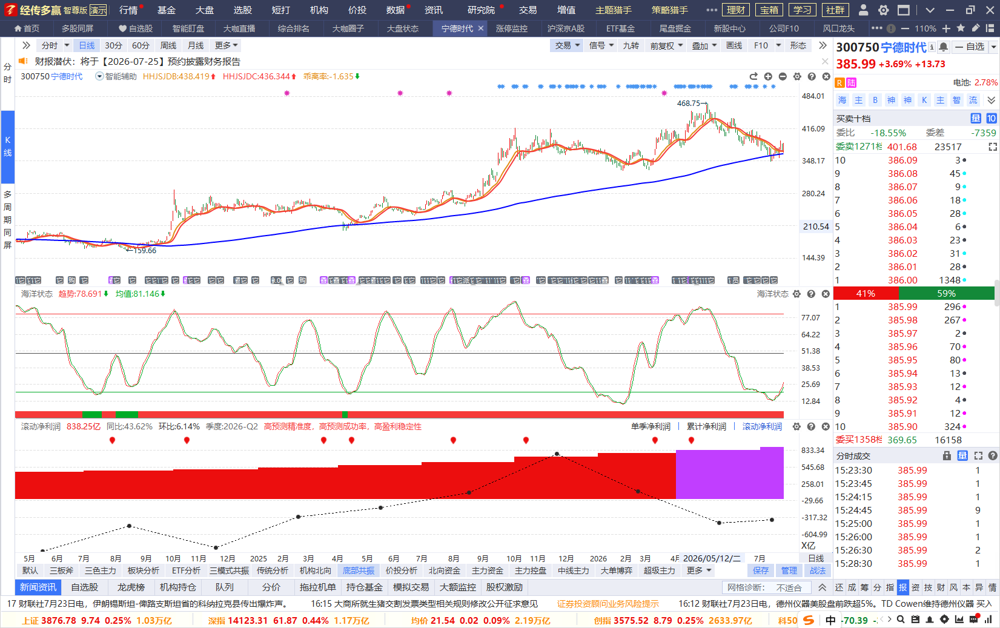 经传多赢 智尊版 演示 行情 基金 大盘 选股 短打 机构 价投 数据 资讯 研究院 交易 增值 主题猎手 策略猎手 理财 宝箱 学习 社群
首页 多股同屏 自选股 智能盯盘 大咖直播 综合排名 大咖圈子 大盘状态 宁德时代 涨停监控 沪深京A股 ETF基金 尾盘掘金 新股中心 公司F10 风口龙头 110%
分时 日线 30分 60分 周线 月线 更多 交易 信号 九转 前复权 叠加 画线 F10 形态
财报潜伏：将于【2026-07-25】预约披露财务报告
300750 宁德时代 智能辅助 HHJSJDB:438.419 HHJSJDC:436.344 乖离率:-1.635
484.01
468.75
416.09
348.17
280.24
210.54
159.66
144.39
海洋状态 趋势:78.691 均值:81.146 海洋状态
77.07
64.22
51.38
38.53
25.69
12.84
滚动净利润 838.25亿 同比:43.62% 环比:6.14% 季度:2026-Q2 高预测精准度，高预测成功率，高盈利稳定性 单季净利润 累计净利润 滚动净利润
833.34
545.68
258.01
-29.66
-317.32
-604.99
X亿
5月 6月 7月 8月 9月 10月 11月 12月 2025 2月 3月 4月 5月 6月 7月 8月 9月 10月 11月 12月 2026 2月 3月 4月 2026/05/12/二 7月 日线
默认 三板斧 三色主力 板块分析 ETF分析 三模式共振 传统分析 机构北向 底部共振 价投分析 北向资金 主力资金 主力控盘 中线主力 大单博弈 超级主力 更多 保存 管理 战法
新闻资讯 自选股 龙虎榜 机构持仓 队列 分价 拖拉机单 持仓基金 模拟交易 大额监控 股权激励 网格诊断： 不适合
分时
K线
多周期同屏
300750 宁德时代 自选
385.99 +3.69% +13.73
R 陆 电池: 2.78%
海 主 B 神 神 K 主 智 流
买卖十档 量 10
委比 -18.55% 委差 -7359
委卖1271档 401.68 23517
10 386.09 3
9 386.08 45
8 386.07 9
7 386.06 18
6 386.05 28
5 386.04 6
4 386.03 23
3 386.02 31
2 386.01 28
1 386.00 1348
41% 59%
1 385.99 296
2 385.98 267
3 385.97 2
4 385.96 70
5 385.95 80
6 385.94 13
7 385.93 12
8 385.92 4
9 385.91 12
10 385.90 324
委买1358档 369.65 16158
分时成交 量
15:23:30 385.99 1
15:23:45 385.99 1
15:24:15 385.99 1
15:24:45 385.99 9
15:25:00 385.99 1
15:26:00 385.99 1
15:26:30 385.99 2
15:28:30 385.99 1
还 成 筹 分 指 报 资 技 财 风 本 异 情
17 财联社7月23日电，伊朗锡斯坦-俾路支斯坦省的科纳拉克县传出爆炸声。 16:15 大商所就生猪交割发票类型相关规则修改公开征求意见 证券投资顾问业务风险提示 16:12 财联社7月23日电，德州仪器美股盘前跌超5%。TD Cowen维持德州仪器 买入
上证 3876.78 9.74 0.25% 1.03万亿 深指 14123.31 61.87 0.44% 1.17万亿 均价 21.54 0.02 0.09% 2.19万亿 创指 3575.52 8.79 0.25% 2633.97亿 科50 中 -70.39